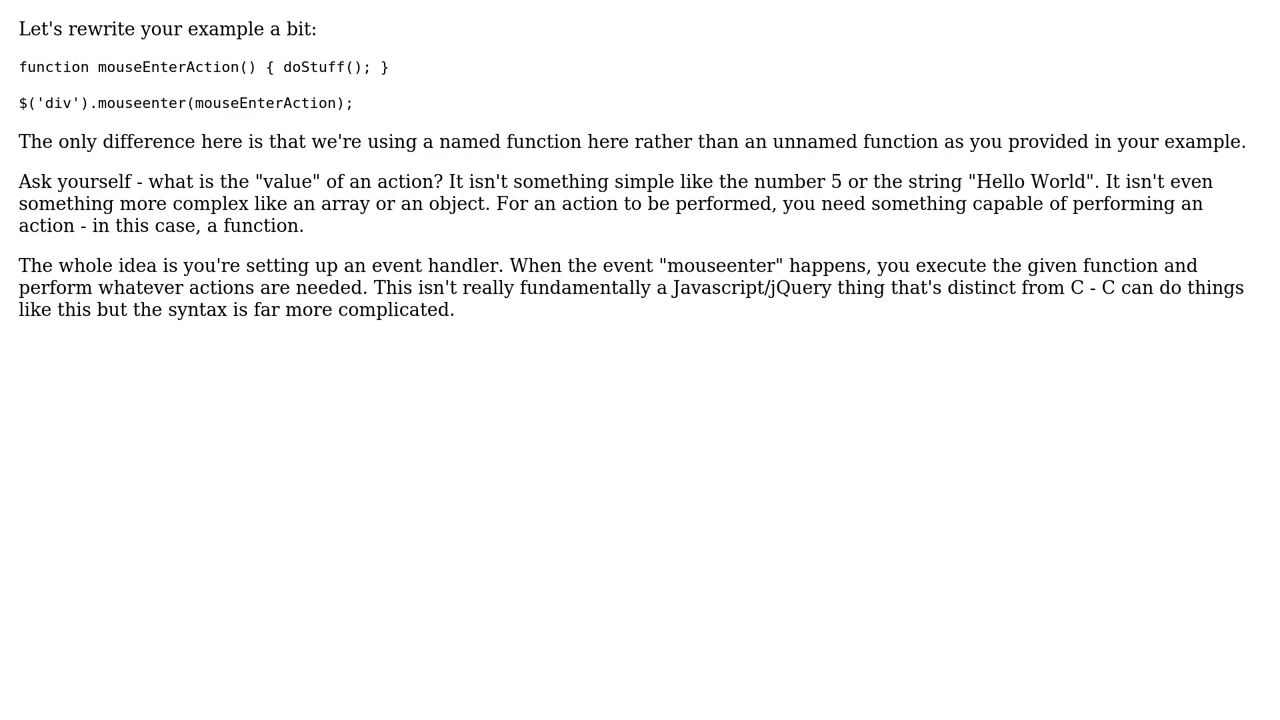 Let's rewrite your example a bit:
function mouseEnterAction() { doStuff(); }
$('div').mouseenter(mouseEnterAction);
The only difference here is that we're using a named function here rather than an unnamed function as you provided in your example.
Ask yourself - what is the "value" of an action? It isn't something simple like the number 5 or the string "Hello World". It isn't even
something more complex like an array or an object. For an action to be performed, you need something capable of performing an
action - in this case, a function.
The whole idea is you're setting up an event handler. When the event "mouseenter" happens, you execute the given function and
perform whatever actions are needed. This isn't really fundamentally a Javascript/jQuery thing that's distinct from C - C can do things
like this but the syntax is far more complicated.